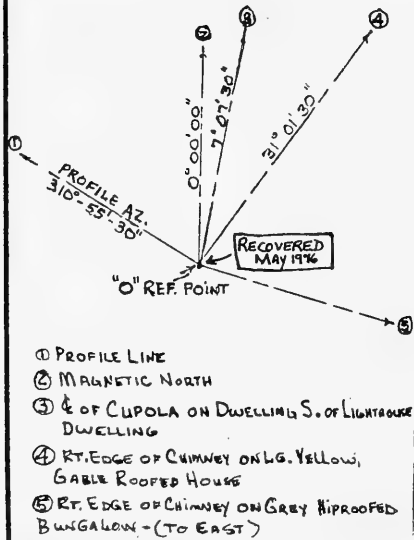 ② ③ ④
①
PROFILE AZ.
310°-55'-30"
0°00'00"
7°07'30"
31°01'30"
RECOVERED
MAY 1996
"O" REF. POINT
⑤
① PROFILE LINE
② MAGNETIC NORTH
③ ℄ OF CUPOLA ON DWELLING S. OF LIGHTHOUSE
DWELLING
④ RT. EDGE OF CHIMNEY ON LG. YELLOW,
GABLE ROOFED HOUSE
⑤ RT. EDGE OF CHIMNEY ON GREY HIPROOFED
BUNGALOW - (TO EAST)